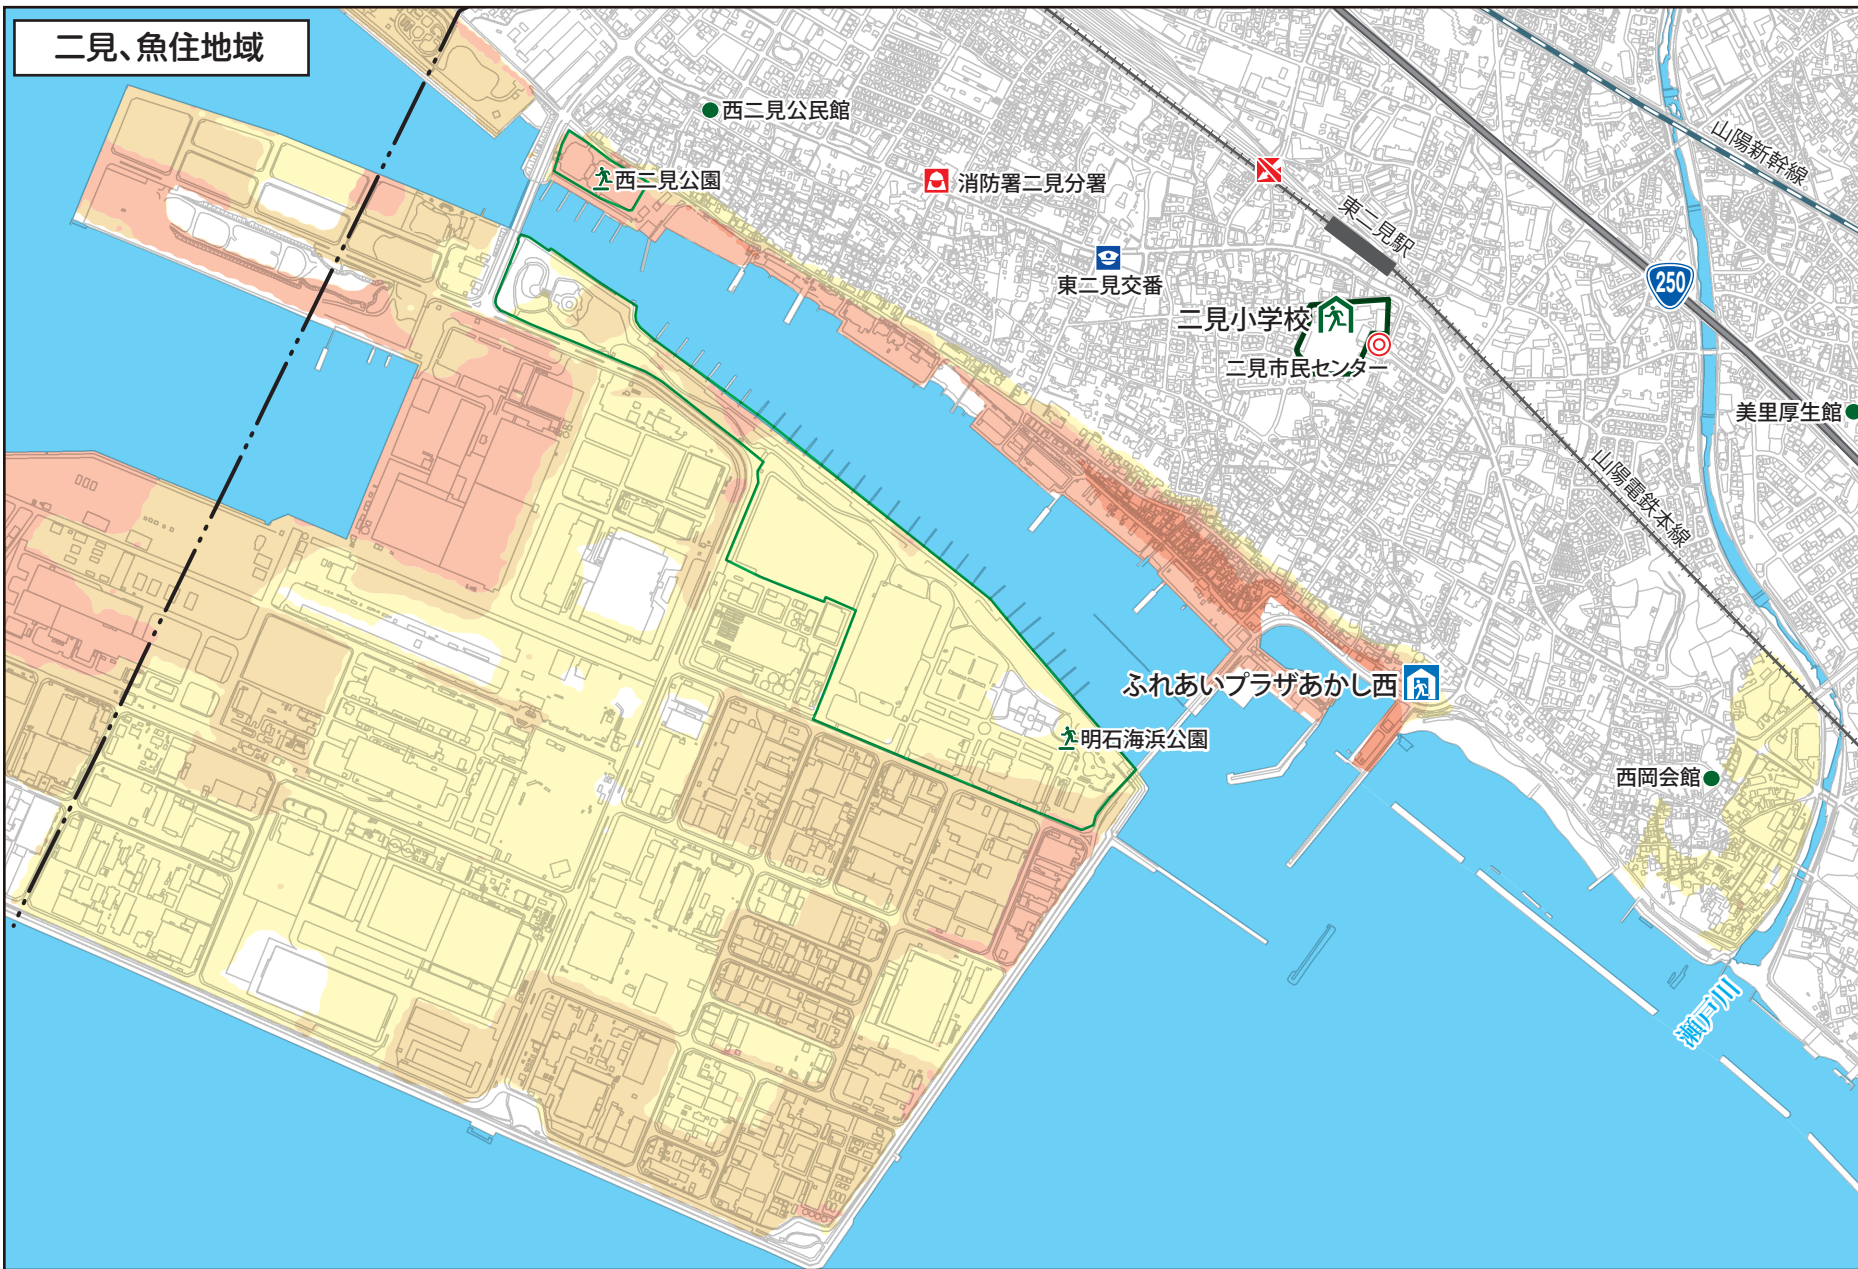 二見、魚住地域
西二見公民館
西二見公園
消防署二見分署
山陽新幹線
東二見駅
東二見交番
250
二見小学校
二見市民センター
美里厚生館
山陽電鉄本線
ふれあいプラザあかし西
明石海浜公園
西岡会館
瀬戸川